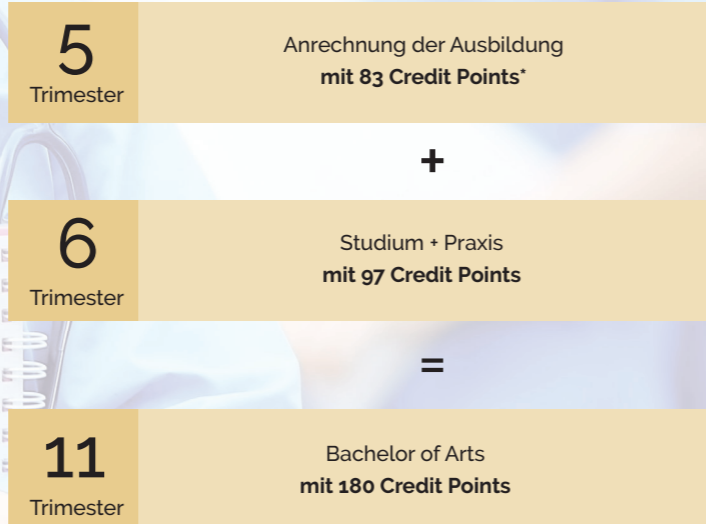 5
Trimester
Anrechnung der Ausbildung
mit 83 Credit Points*
+
6
Trimester
Studium + Praxis
mit 97 Credit Points
=
11
Trimester
Bachelor of Arts
mit 180 Credit Points